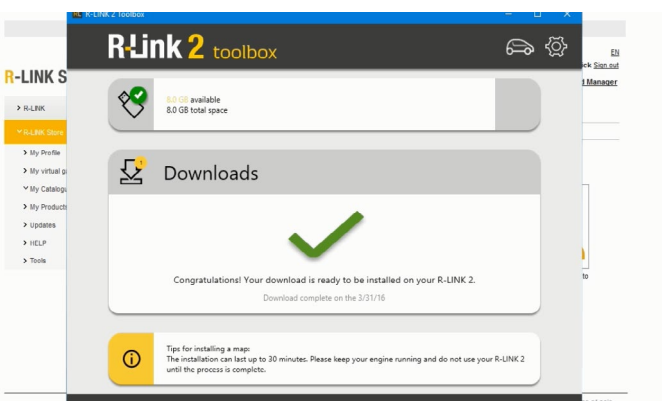 R-LINK 2 Toolbox
R-Link 2 toolbox
EN
Sign out
Manager
R-LINK S
8.0 GB available
8.0 GB total space
R-LINK
R-LINK Store
My Profile
My virtual
My Catalogu
My Products
Updates
HELP
Tools
1
Downloads
Congratulations! Your download is ready to be installed on your R-LINK 2.
Download complete on the 3/31/16
to
Tips for installing a map:
The installation can last up to 30 minutes. Please keep your engine running and do not use your R-LINK 2
until the process is complete.